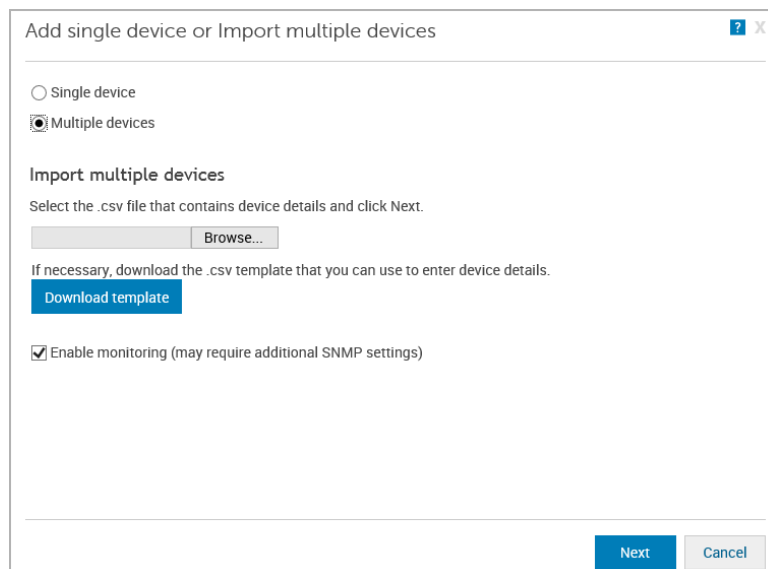 Add single device or Import multiple devices
? X
Single device
Multiple devices
Import multiple devices
Select the .csv file that contains device details and click Next.
Browse...
If necessary, download the .csv template that you can use to enter device details.
Download template
Enable monitoring (may require additional SNMP settings)
Next Cancel